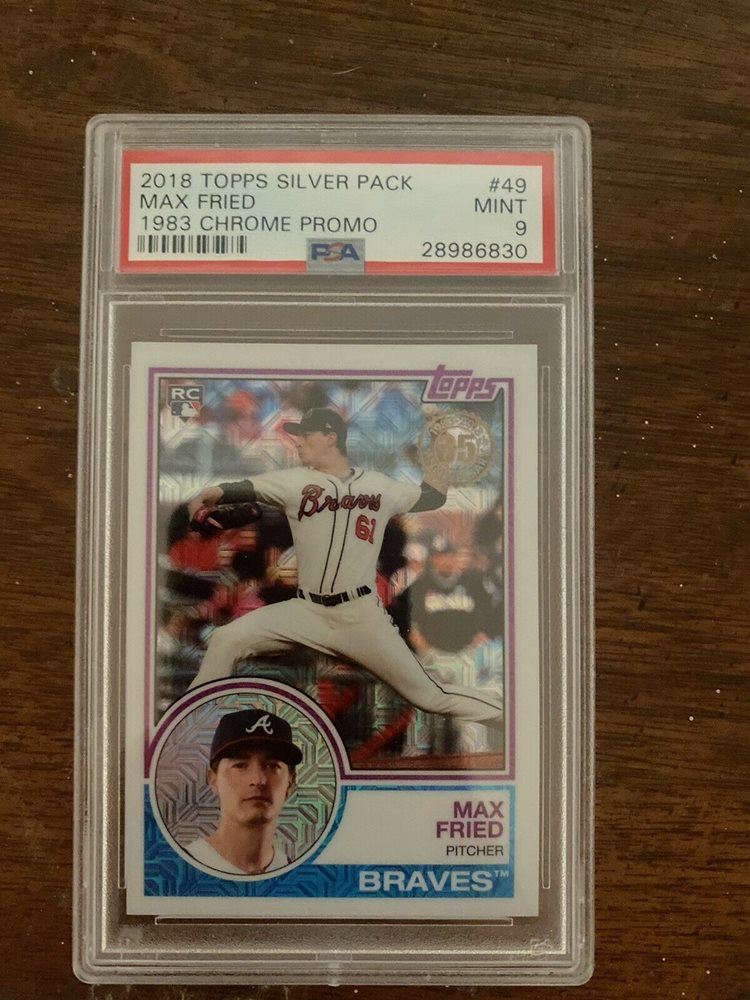 2018 TOPPS SILVER PACK #49
MAX FRIED MINT
1983 CHROME PROMO 9
PSA 28986830
RC
topps
35
Braves
61
A
MAX
FRIED
PITCHER
BRAVES™